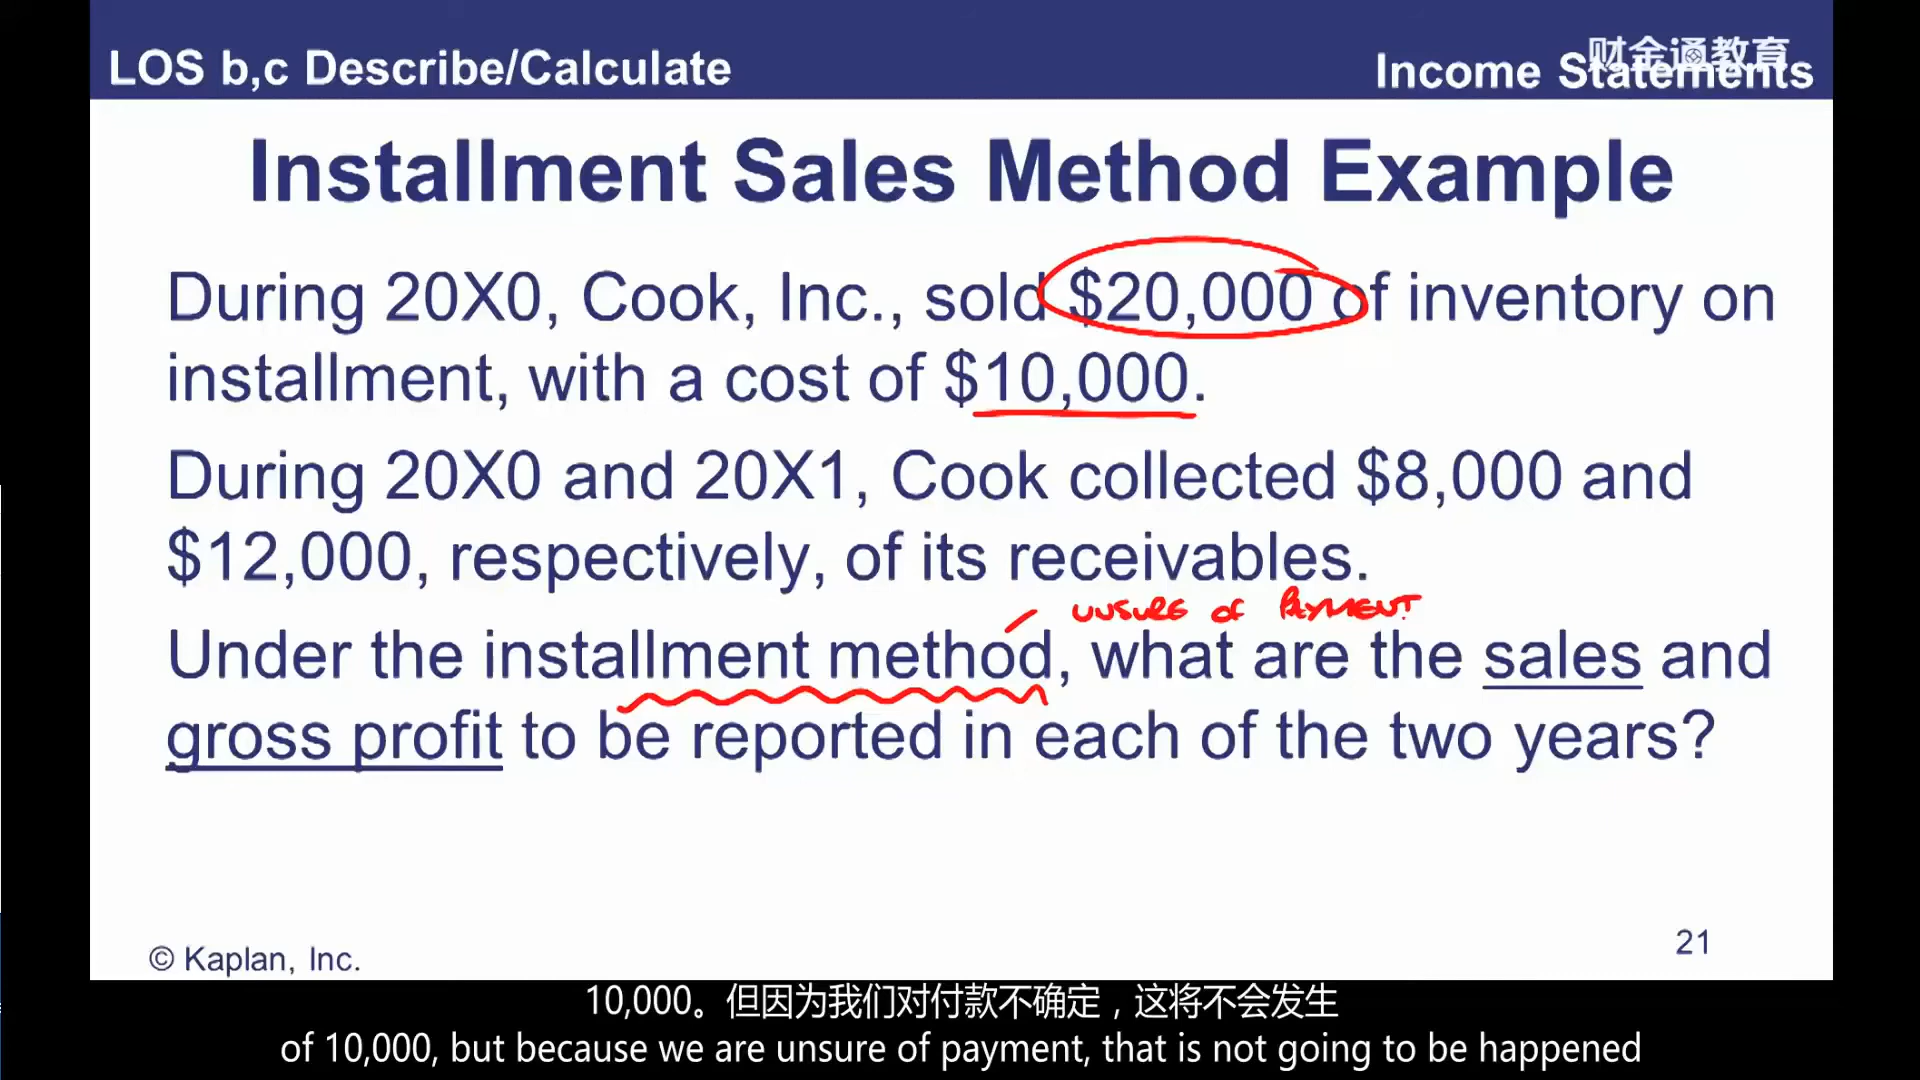 LOS b,c Describe/Calculate
Income Statements
财金通教育
Installment Sales Method Example
During 20X0, Cook, Inc., sold $20,000 of inventory on
installment, with a cost of $10,000.
During 20X0 and 20X1, Cook collected $8,000 and
$12,000, respectively, of its receivables.
UNSURE OF PAYMENT
Under the installment method, what are the sales and
gross profit to be reported in each of the two years?
© Kaplan, Inc.
21
10,000。但因为我们对付款不确定，这将不会发生
of 10,000, but because we are unsure of payment, that is not going to be happened